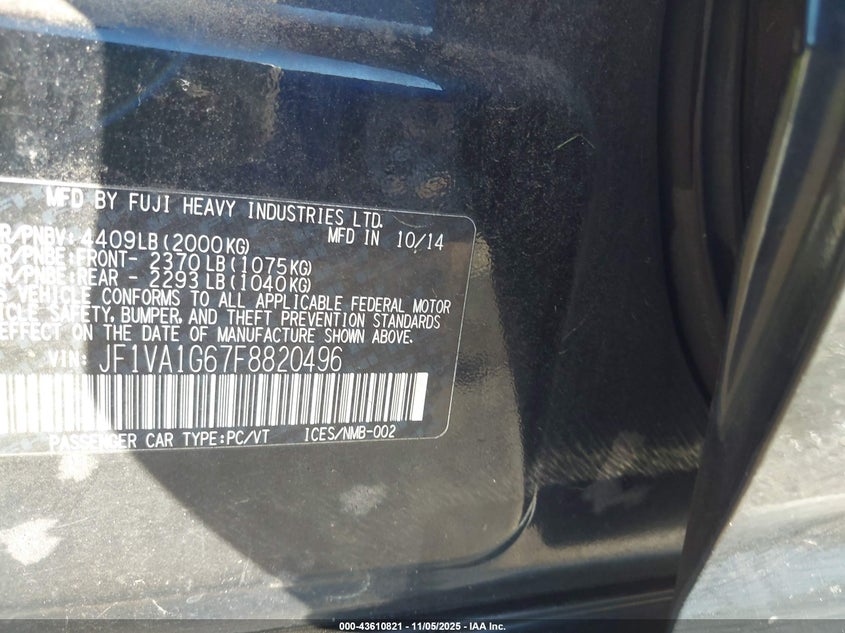 MFD BY FUJI HEAVY INDUSTRIES LTD.
R/PNBV: 4409LB(2000KG) MFD IN 10/14
R/PNBE:FRONT- 2370LB(1075KG)
R/PNBE:REAR - 2293LB(1040KG)
S VEHICLE CONFORMS TO ALL APPLICABLE FEDERAL MOTOR
ICLE SAFETY, BUMPER, AND THEFT PREVENTION STANDARDS
EFFECT ON THE DATE OF MANUFACTURE SHOWN ABOVE.
VIN: JF1VA1G67F8820496
PASSENGER CAR TYPE:PC/VT ICES/NMB-002
000-43610821 - 11/05/2025 - IAA Inc.